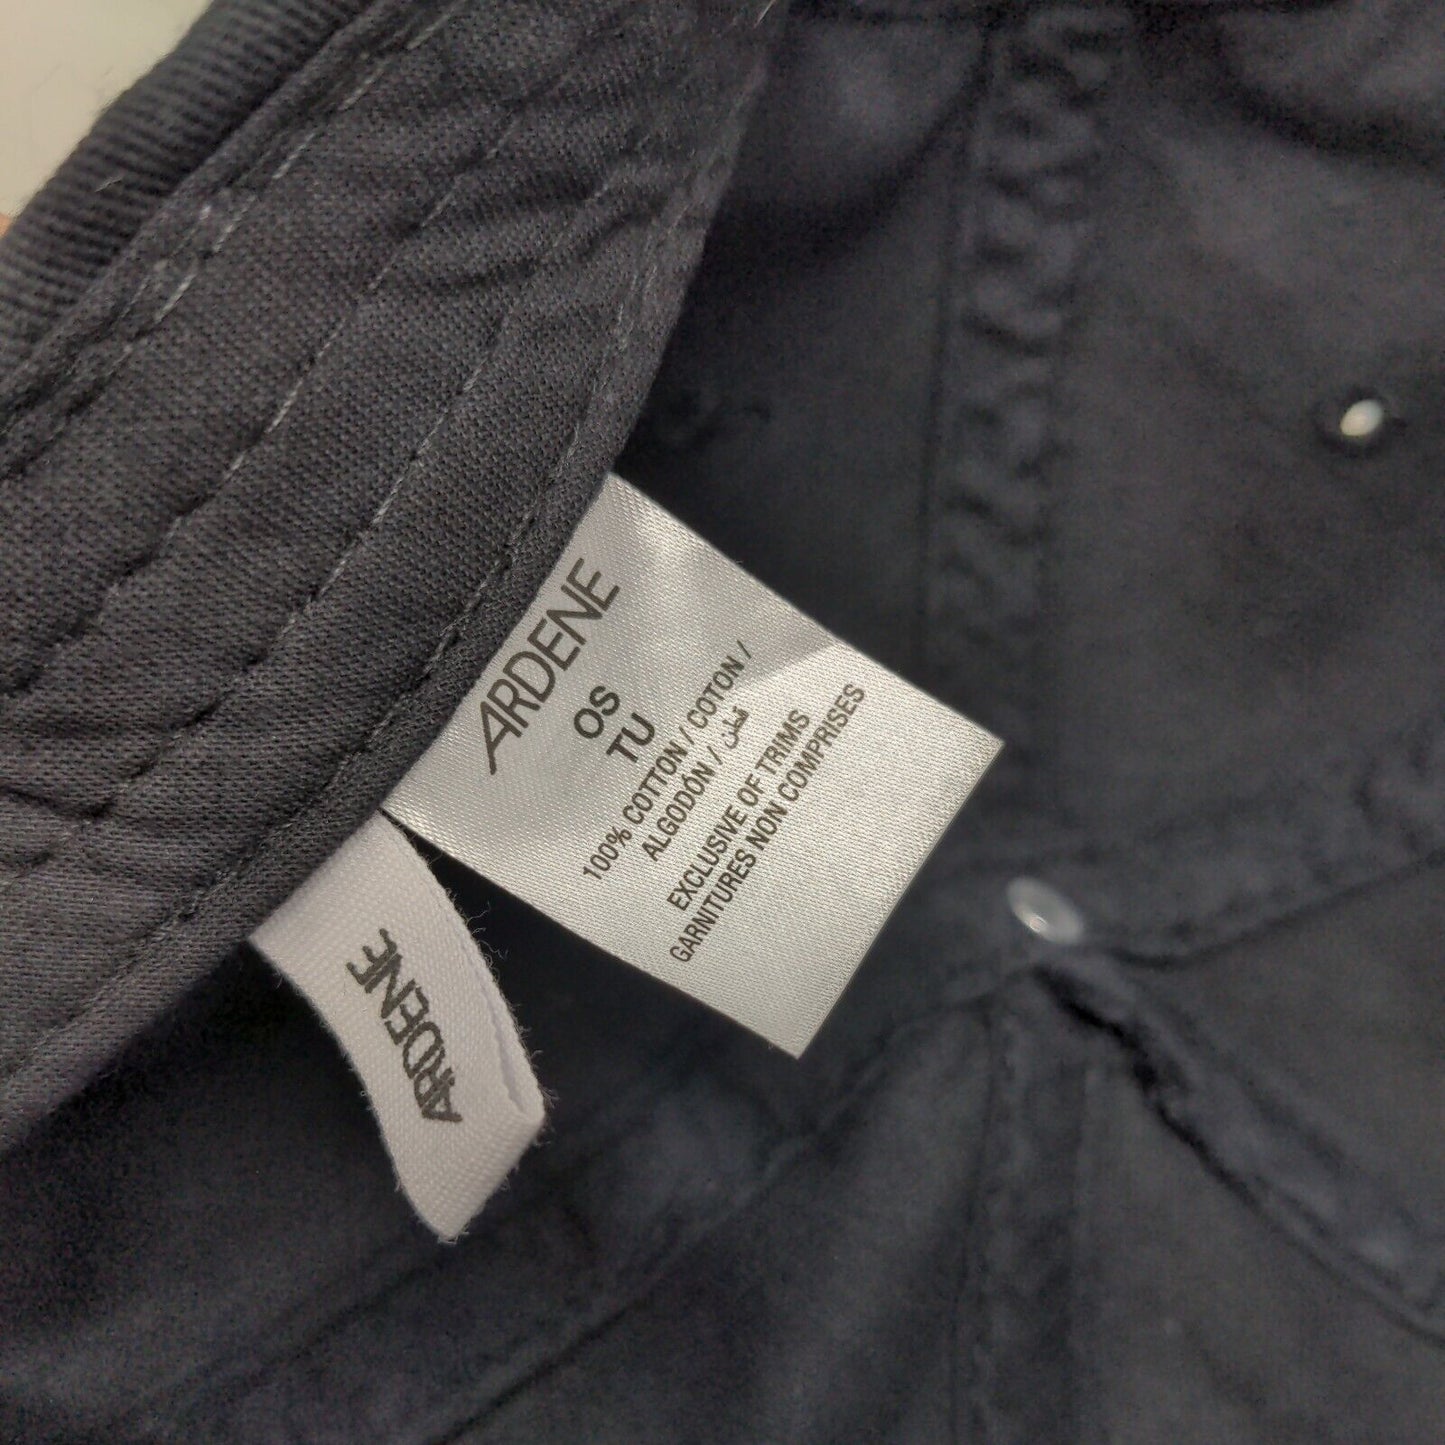 ARDENE
OS
TU
100% COTTON / COTON /
ALGODÓN / قطن
EXCLUSIVE OF TRIMS
GARNITURES NON COMPRISES
ARDENE